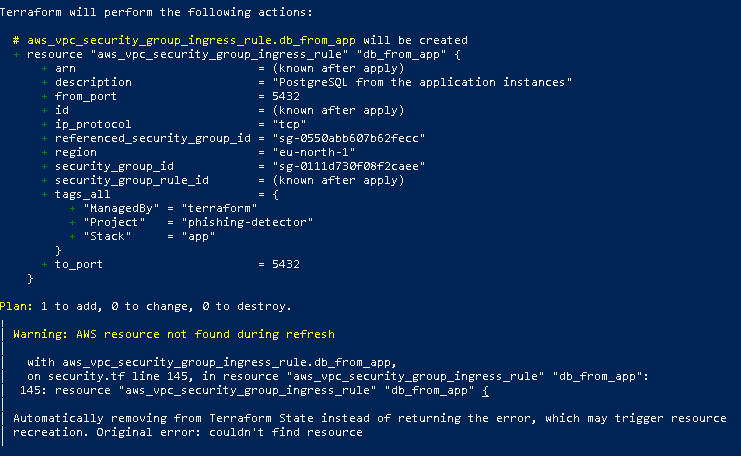 Terraform will perform the following actions:

  # aws_vpc_security_group_ingress_rule.db_from_app will be created
  + resource "aws_vpc_security_group_ingress_rule" "db_from_app" {
      + arn                          = (known after apply)
      + description                  = "PostgreSQL from the application instances"
      + from_port                    = 5432
      + id                           = (known after apply)
      + ip_protocol                  = "tcp"
      + referenced_security_group_id = "sg-0550abb607b62fecc"
      + region                       = "eu-north-1"
      + security_group_id            = "sg-0111d730f08f2caee"
      + security_group_rule_id       = (known after apply)
      + tags_all                     = {
          + "ManagedBy" = "terraform"
          + "Project"   = "phishing-detector"
          + "Stack"     = "app"
        }
      + to_port                      = 5432
    }

Plan: 1 to add, 0 to change, 0 to destroy.

Warning: AWS resource not found during refresh

  with aws_vpc_security_group_ingress_rule.db_from_app,
  on security.tf line 145, in resource "aws_vpc_security_group_ingress_rule" "db_from_app":
 145: resource "aws_vpc_security_group_ingress_rule" "db_from_app" {

Automatically removing from Terraform State instead of returning the error, which may trigger resource
recreation. Original error: couldn't find resource